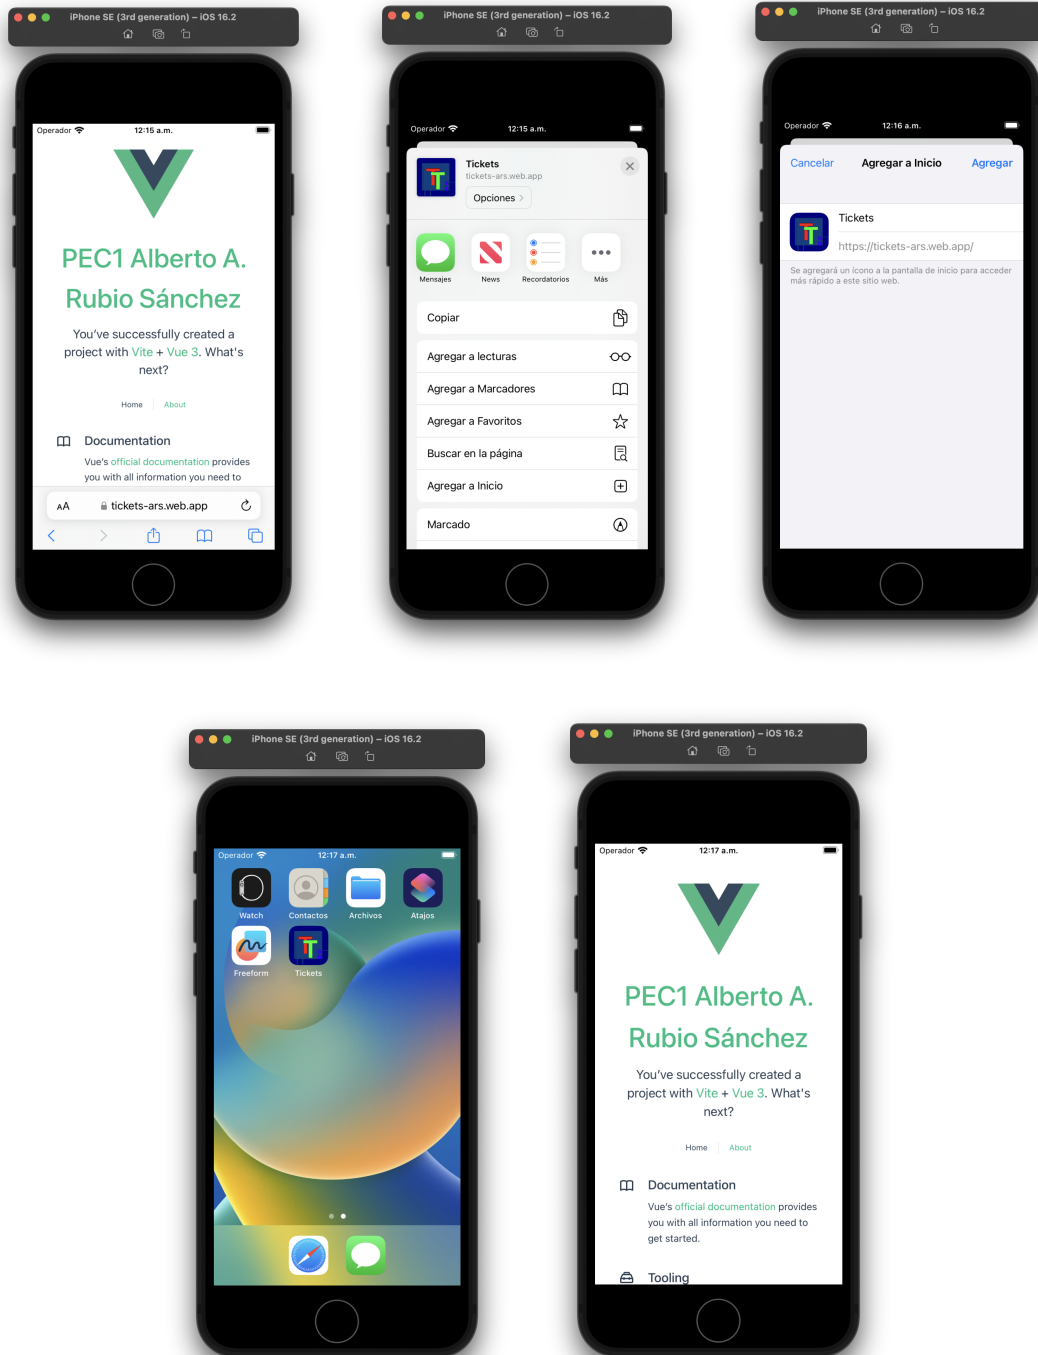 iPhone SE (3rd generation) – iOS 16.2
Operador
12:15 a.m.
PEC1 Alberto A.
Rubio Sánchez
You've successfully created a
project with Vite + Vue 3. What's
next?
Home
About
Documentation
Vue's official documentation provides
you with all information you need to
AA
tickets-ars.web.app
iPhone SE (3rd generation) – iOS 16.2
Operador
12:15 a.m.
Tickets
tickets-ars.web.app
Opciones
Mensajes
News
Recordatorios
Más
Copiar
Agregar a lecturas
Agregar a Marcadores
Agregar a Favoritos
Buscar en la página
Agregar a Inicio
Marcado
iPhone SE (3rd generation) – iOS 16.2
Operador
12:16 a.m.
Cancelar
Agregar a Inicio
Agregar
Tickets
https://tickets-ars.web.app/
Se agregará un ícono a la pantalla de inicio para acceder
más rápido a este sitio web.
iPhone SE (3rd generation) – iOS 16.2
Operador
12:17 a.m.
Watch
Contactos
Archivos
Atajos
Freeform
Tickets
iPhone SE (3rd generation) – iOS 16.2
Operador
12:17 a.m.
PEC1 Alberto A.
Rubio Sánchez
You've successfully created a
project with Vite + Vue 3. What's
next?
Home
About
Documentation
Vue's official documentation provides
you with all information you need to
get started.
Tooling